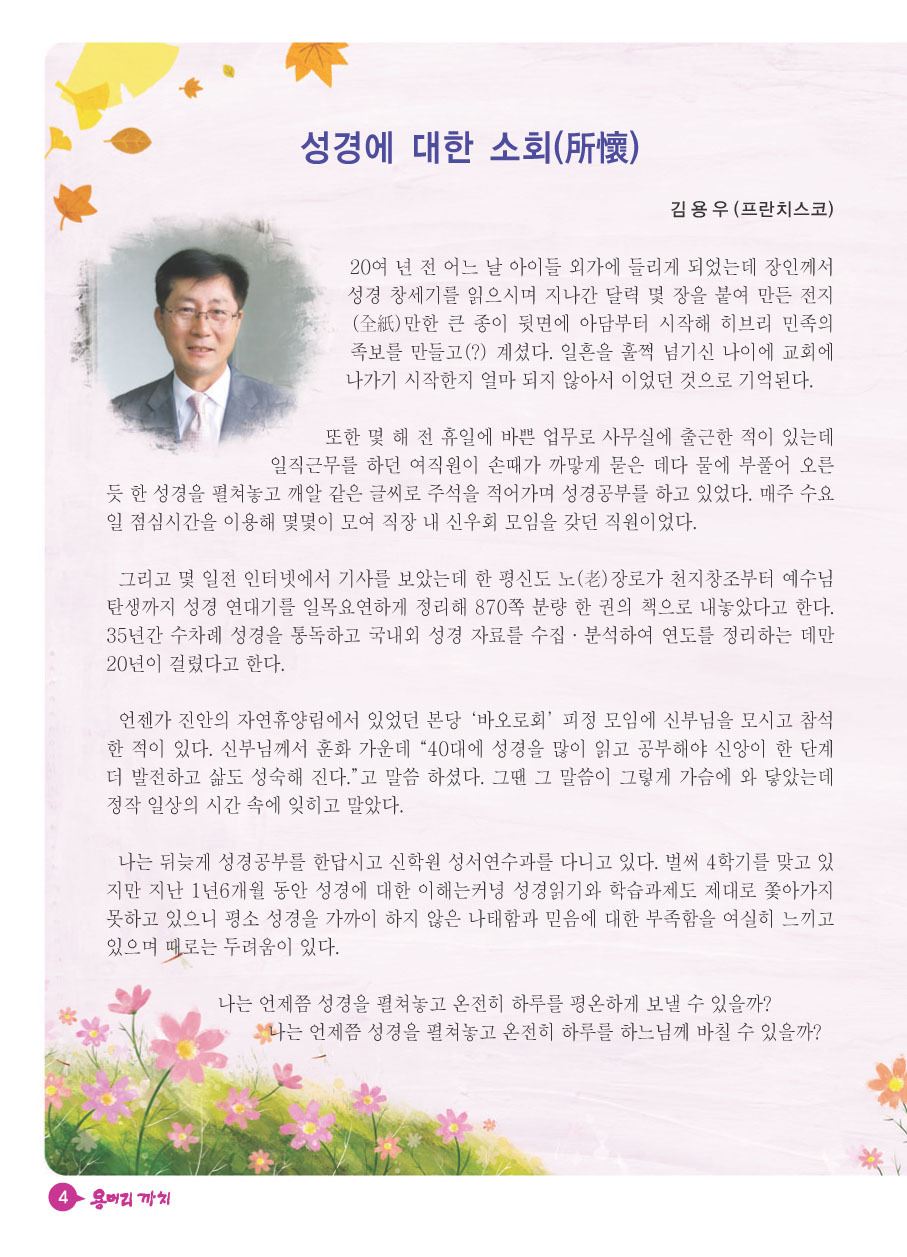 성경에 대한 소회(所懷)
김 용 우 (프란치스코)
20여 년 전 어느 날 아이들 외가에 들리게 되었는데 장인께서
성경 창세기를 읽으시며 지나간 달력 몇 장을 붙여 만든 전지
(全紙)만한 큰 종이 뒷면에 아담부터 시작해 히브리 민족의
족보를 만들고(?) 계셨다. 일흔을 훌쩍 넘기신 나이에 교회에
나가기 시작한지 얼마 되지 않아서 이었던 것으로 기억된다.
또한 몇 해 전 휴일에 바쁜 업무로 사무실에 출근한 적이 있는데
일직근무를 하던 여직원이 손때가 까맣게 묻은 데다 물에 부풀어 오른
듯 한 성경을 펼쳐놓고 깨알 같은 글씨로 주석을 적어가며 성경공부를 하고 있었다. 매주 수요
일 점심시간을 이용해 몇몇이 모여 직장 내 신우회 모임을 갖던 직원이었다.
그리고 몇 일전 인터넷에서 기사를 보았는데 한 평신도 노(老)장로가 천지창조부터 예수님
탄생까지 성경 연대기를 일목요연하게 정리해 870쪽 분량 한 권의 책으로 내놓았다고 한다.
35년간 수차례 성경을 통독하고 국내외 성경 자료를 수집·분석하여 연도를 정리하는 데만
20년이 걸렸다고 한다.
언젠가 진안의 자연휴양림에서 있었던 본당 ‘바오로회’ 피정 모임에 신부님을 모시고 참석
한 적이 있다. 신부님께서 훈화 가운데 “40대에 성경을 많이 읽고 공부해야 신앙이 한 단계
더 발전하고 삶도 성숙해 진다.”고 말씀 하셨다. 그땐 그 말씀이 그렇게 가슴에 와 닿았는데
정작 일상의 시간 속에 잊히고 말았다.
나는 뒤늦게 성경공부를 한답시고 신학원 성서연수과를 다니고 있다. 벌써 4학기를 맞고 있
지만 지난 1년6개월 동안 성경에 대한 이해는커녕 성경읽기와 학습과제도 제대로 쫓아가지
못하고 있으니 평소 성경을 가까이 하지 않은 나태함과 믿음에 대한 부족함을 여실히 느끼고
있으며 때로는 두려움이 있다.
나는 언제쯤 성경을 펼쳐놓고 온전히 하루를 평온하게 보낼 수 있을까?
나는 언제쯤 성경을 펼쳐놓고 온전히 하루를 하느님께 바칠 수 있을까?
4 용머리 까치